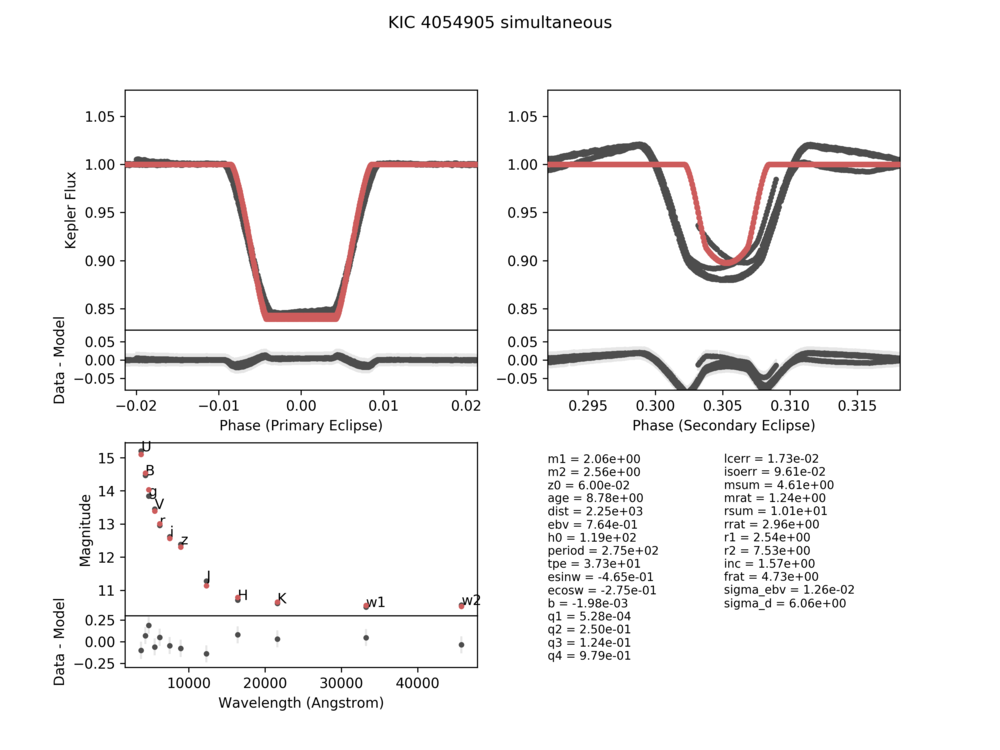 KIC 4054905 simultaneous
1.05
1.00
0.95
0.90
0.85
Kepler Flux
0.05
0.00
−0.05
Data - Model
−0.02 −0.01 0.00 0.01 0.02
Phase (Primary Eclipse)
1.05
1.00
0.95
0.90
0.85
0.05
0.00
−0.05
0.295 0.300 0.305 0.310 0.315
Phase (Secondary Eclipse)
15
14
13
12
11
Magnitude
U
B
g
V
r
i
z
J
H
K
w1
w2
0.25
0.00
−0.25
Data - Model
10000 20000 30000 40000
Wavelength (Angstrom)
m1 = 2.06e+00
m2 = 2.56e+00
z0 = 6.00e-02
age = 8.78e+00
dist = 2.25e+03
ebv = 7.64e-01
h0 = 1.19e+02
period = 2.75e+02
tpe = 3.73e+01
esinw = -4.65e-01
ecosw = -2.75e-01
b = -1.98e-03
q1 = 5.28e-04
q2 = 2.50e-01
q3 = 1.24e-01
q4 = 9.79e-01
lcerr = 1.73e-02
isoerr = 9.61e-02
msum = 4.61e+00
mrat = 1.24e+00
rsum = 1.01e+01
rrat = 2.96e+00
r1 = 2.54e+00
r2 = 7.53e+00
inc = 1.57e+00
frat = 4.73e+00
sigma_ebv = 1.26e-02
sigma_d = 6.06e+00